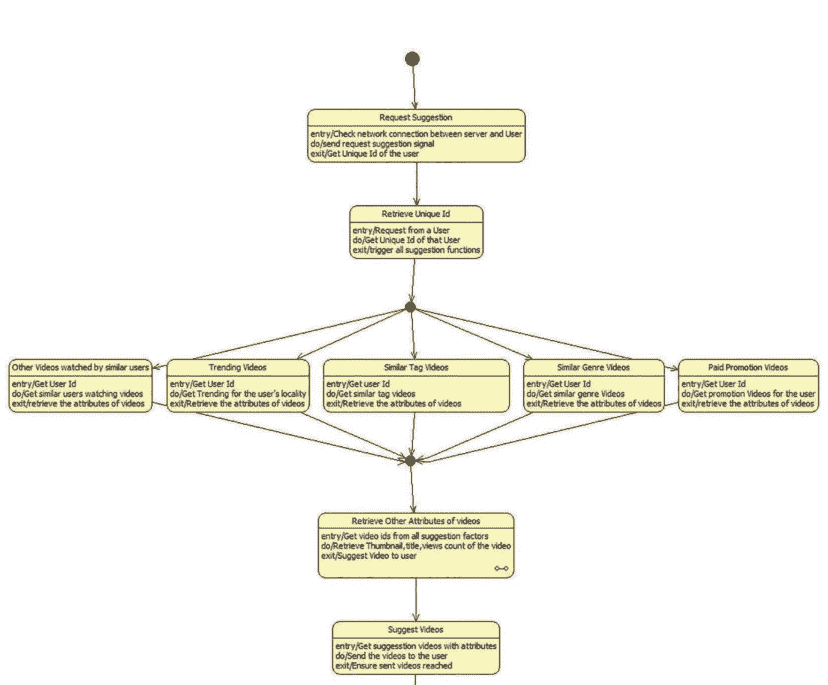 Request Suggestion
entry/Check network connection between server and User
do/send request suggestion signal
exit/Get Unique Id of the user
Retrieve Unique Id
entry/Request from a User
do/Get Unique Id of that User
exit/trigger all suggestion functions
Other Videos watched by similar users
entry/Get User Id
do/Get similar users watching videos
exit/retrieve the attributes of videos
Trending Videos
entry/Get User Id
do/Get Trending for the user's locality
exit/Retrieve the attributes of videos
Similar Tag Videos
entry/Get user Id
do/Get similar tag videos
exit/Retrieve the attributes of videos
Similar Genre Videos
entry/Get User Id
do/Get similar genre Videos
exit/Retrieve the attributes of videos
Paid Promotion Videos
entry/Get User Id
do/Get promotion Videos for the user
exit/retrieve the attributes of videos
Retrieve Other Attributes of videos
entry/Get video ids from all suggestion factors
do/Retrieve Thumbnail,title,views count of the video
exit/Suggest Video to user
Suggest Videos
entry/Get suggesstion videos with attributes
do/Send the videos to the user
exit/Ensure sent videos reached